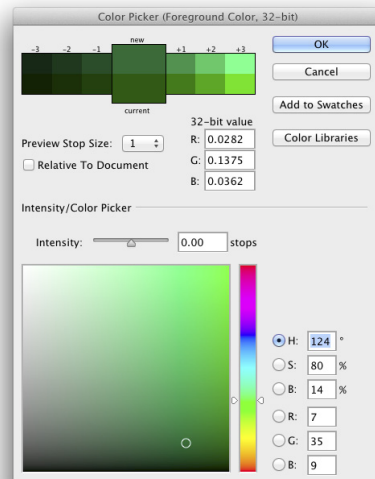 Color Picker (Foreground Color, 32-bit)
new
-3 -2 -1 +1 +2 +3
current
OK
Cancel
Add to Swatches
Color Libraries
Preview Stop Size: 1
Relative To Document
32-bit value
R: 0.0282
G: 0.1375
B: 0.0362
Intensity/Color Picker
Intensity: 0.00 stops
H: 124 °
S: 80 %
B: 14 %
R: 7
G: 35
B: 9